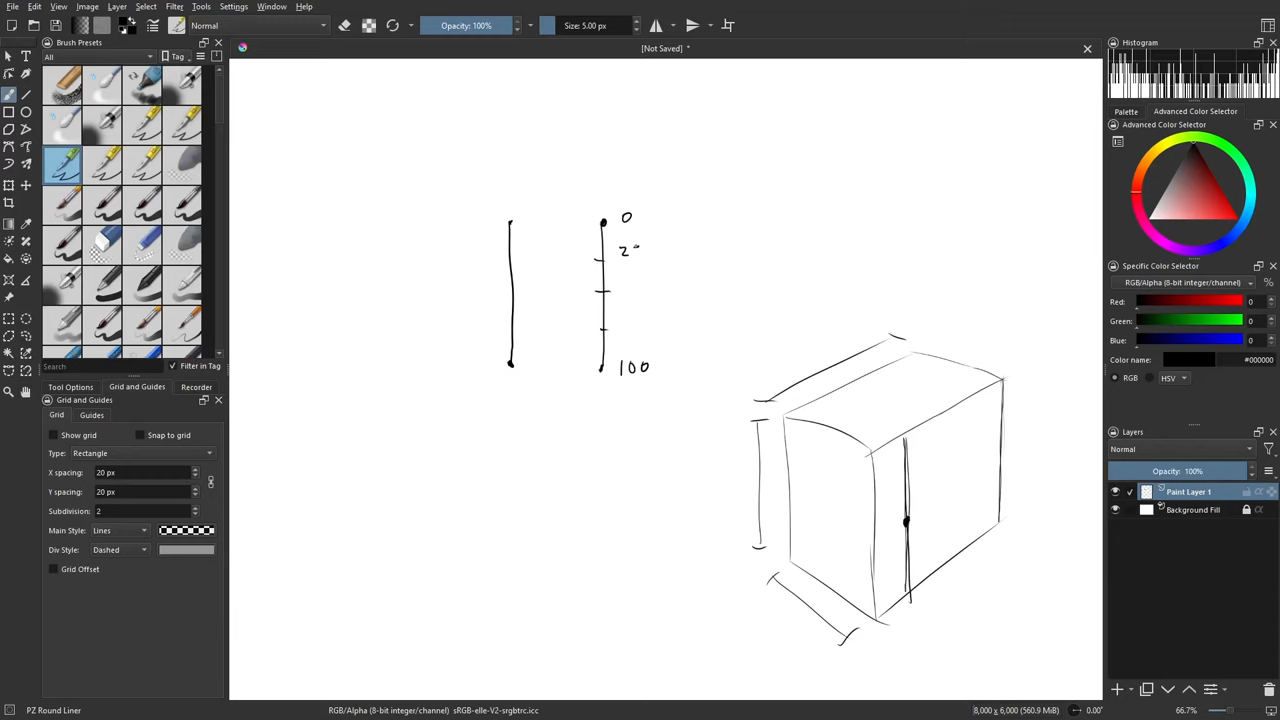 File Edit View Image Layer Select Filter Tools Settings Window Help
Normal Opacity: 100% Size: 5.00 px
Brush Presets [Not Saved] * Histogram
All Tag
Palette Advanced Color Selector
Advanced Color Selector
0
2
100
Specific Color Selector
RGB/Alpha (8-bit integer/channel) %
Red: 0
Green: 0
Blue: 0
Color name: #000000
RGB HSV
Search Filter in Tag
Tool Options Grid and Guides Recorder
Grid and Guides
Grid Guides
Show grid Snap to grid
Type: Rectangle
X spacing: 20 px
Y spacing: 20 px
Subdivision: 2
Main Style: Lines
Div Style: Dashed
Grid Offset
Layers
Normal
Opacity: 100%
Paint Layer 1
Background Fill
PZ Round Liner RGB/Alpha (8-bit integer/channel) sRGB-elle-V2-srgbtrc.icc 8,000 x 6,000 (560.9 MiB) 0.00° 66.7%